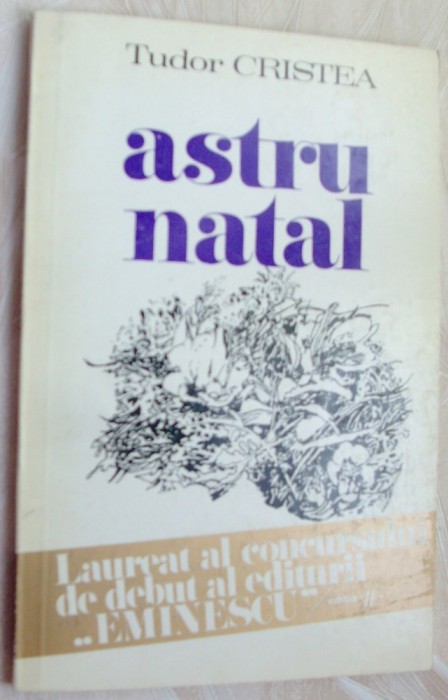 Tudor CRISTEA
astru
natal
Laureat al concursului
de debut al editurii
„EMINESCU“